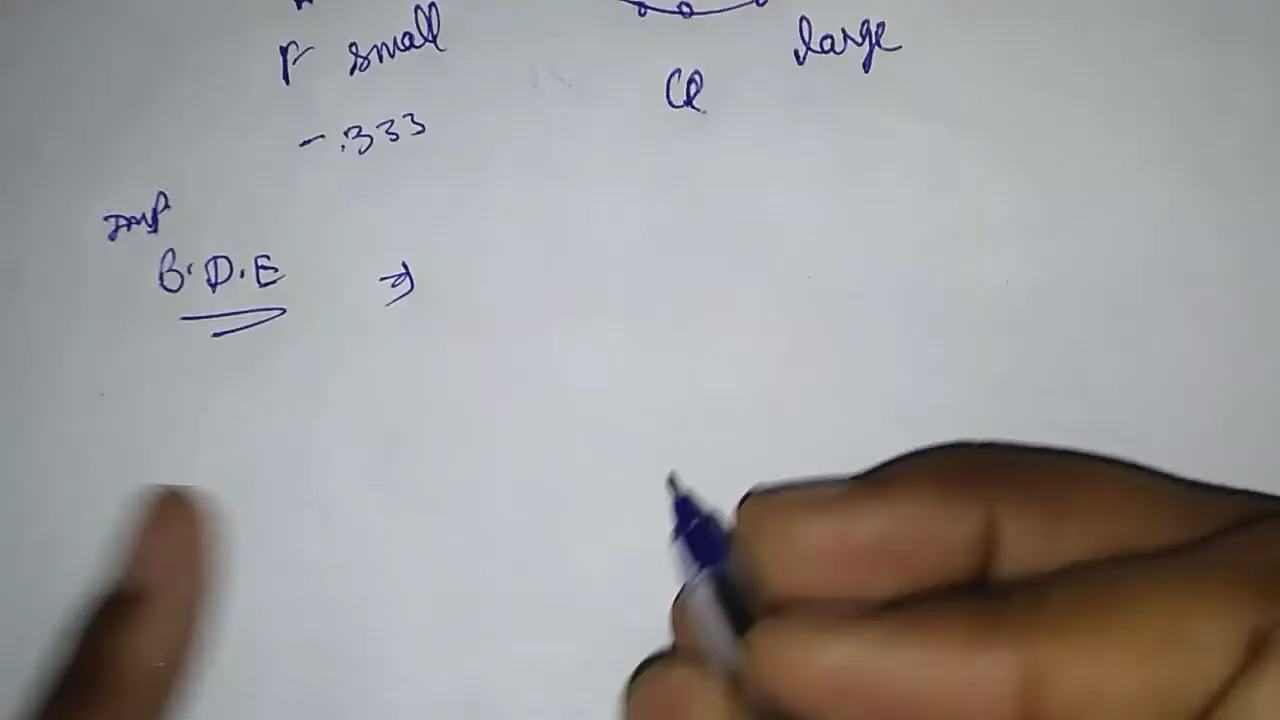 F small
large
Cl
- .333
Imp
B.D.E ⇒